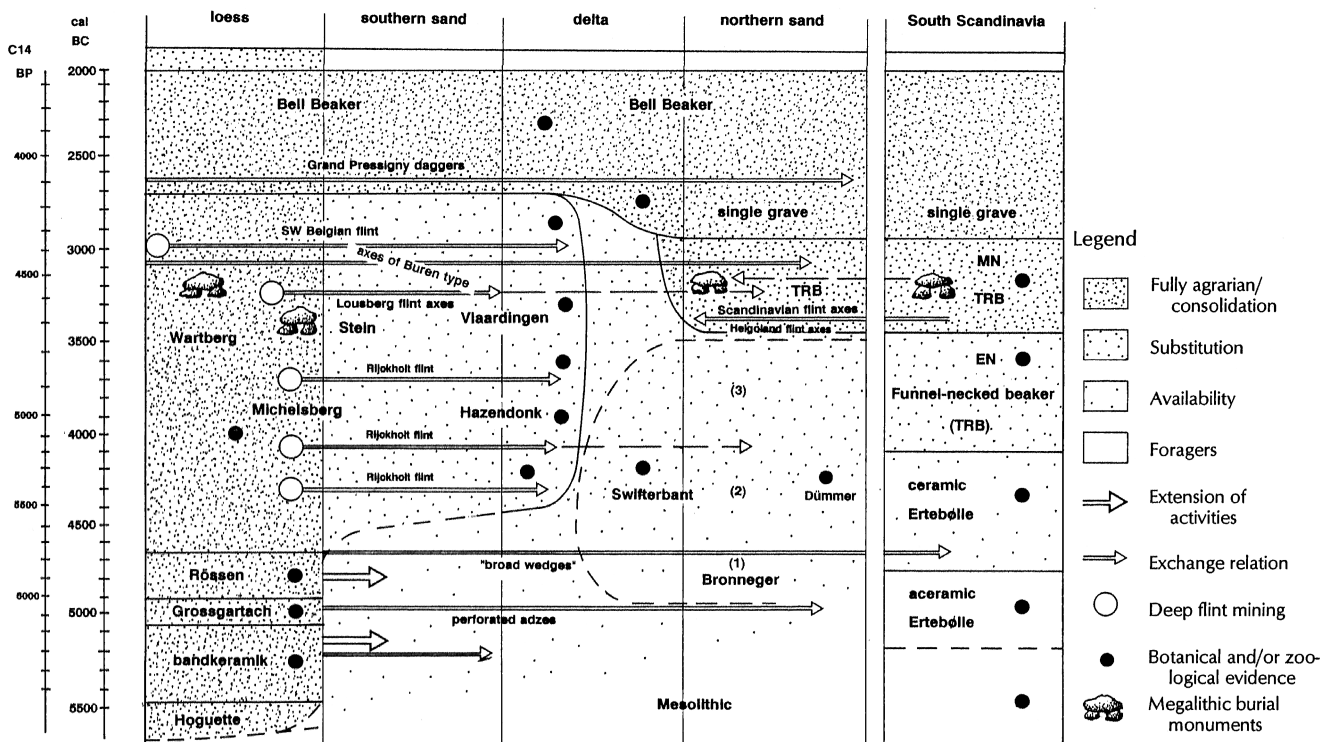 loess
southern sand
delta
northern sand
South Scandinavia
cal
BC
C14
BP
2000
2500
3000
3500
4000
4500
5000
5500
4000
4500
5000
5500
6000
Bell Beaker
Bell Beaker
Grand Pressigny daggers
single grave
single grave
SW Belgian flint
axes of Buren type
MN
TRB
TRB
Lousberg flint axes
Scandinavian flint axes
Stein
Vlaardingen
Helgoland flint axes
Wartberg
EN
Rijokholt flint
(3)
Funnel-necked beaker
(TRB)
Michelsberg
Hazendonk
Rijokholt flint
Rijokholt flint
Swifterbant
(2)
Dümmer
ceramic
Ertebølle
"broad wedges"
(1)
Bronneger
Rössen
Grossgartach
perforated adzes
aceramic
Ertebølle
bandkeramik
Mesolithic
Hoguette
Legend
Fully agrarian/
consolidation
Substitution
Availability
Foragers
Extension of
activities
Exchange relation
Deep flint mining
Botanical and/or zoo-
logical evidence
Megalithic burial
monuments